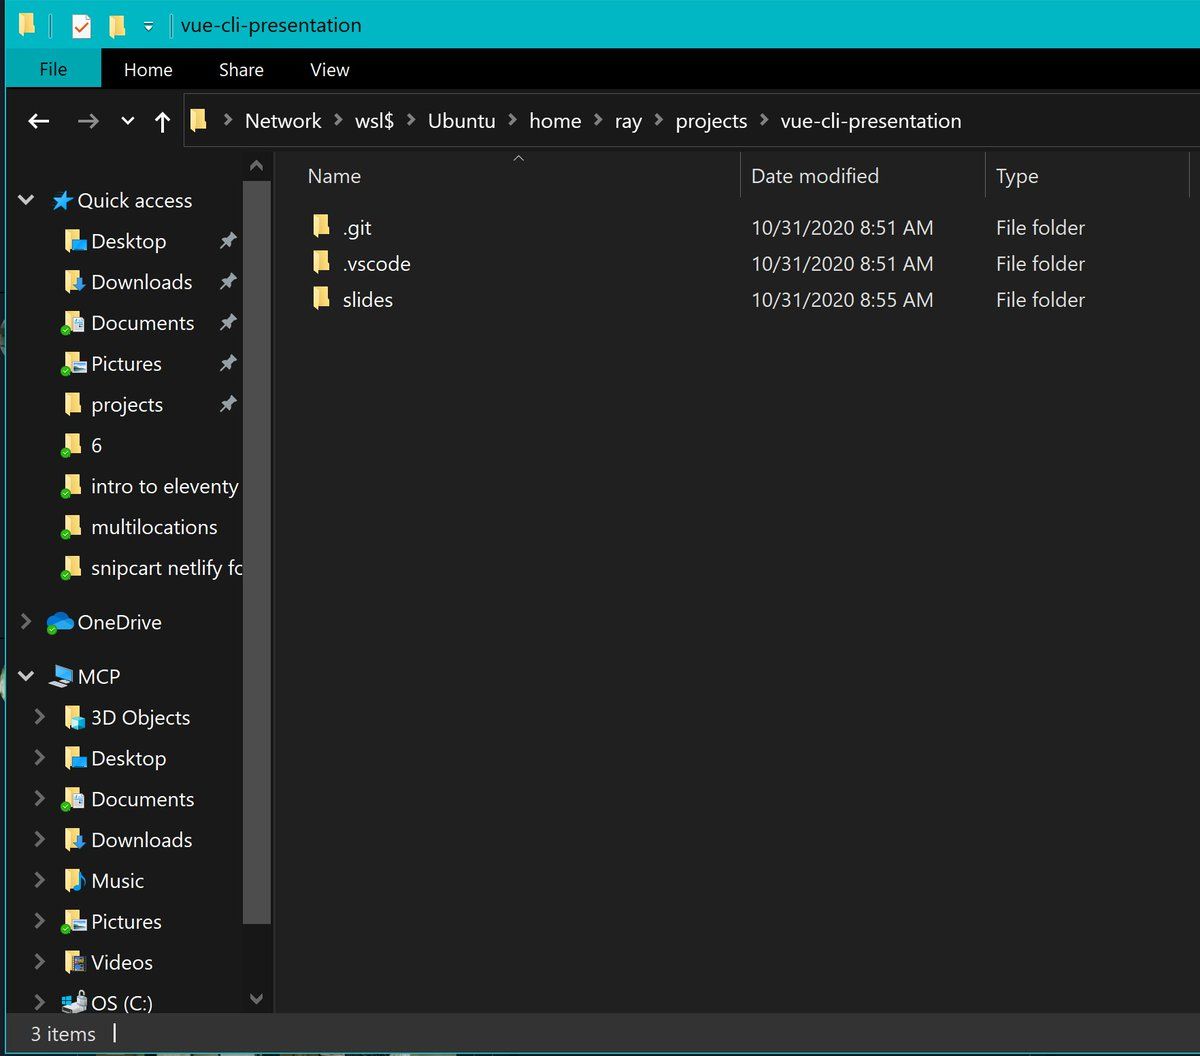 vue-cli-presentation
File Home Share View
Network wsl$ Ubuntu home ray projects vue-cli-presentation
Quick access
Desktop
Downloads
Documents
Pictures
projects
6
intro to eleventy
multilocations
snipcart netlify fo
OneDrive
MCP
3D Objects
Desktop
Documents
Downloads
Music
Pictures
Videos
OS (C:)
Name Date modified Type
.git 10/31/2020 8:51 AM File folder
.vscode 10/31/2020 8:51 AM File folder
slides 10/31/2020 8:55 AM File folder
3 items